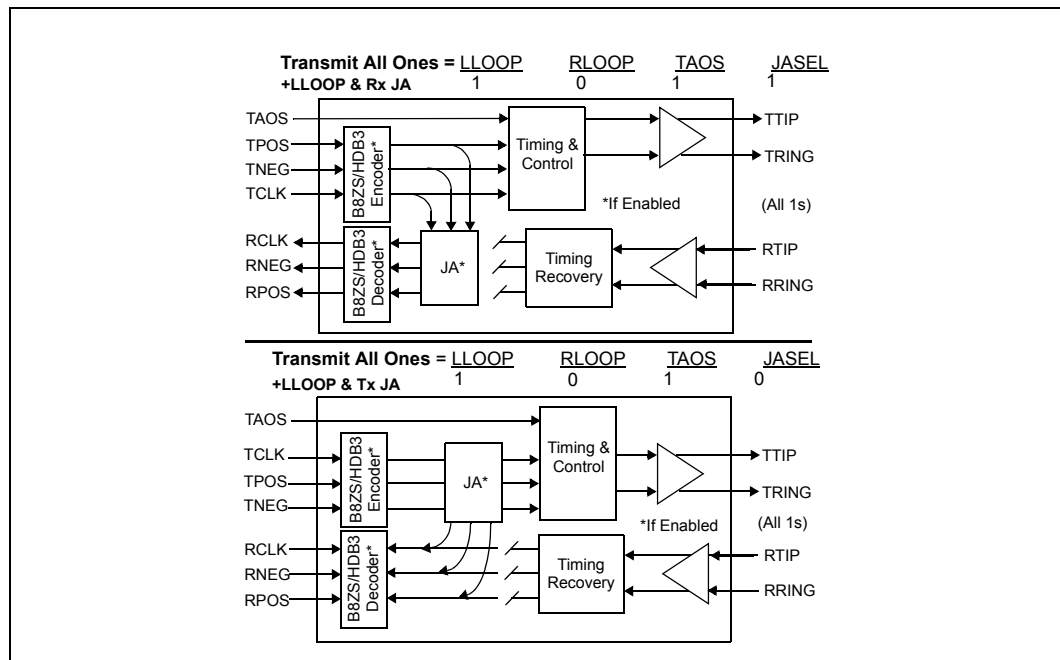 Transmit All Ones = LLOOP RLOOP TAOS JASEL
+LLOOP & Rx JA 1 0 1 1
TAOS
TPOS
TNEG
TCLK
B8ZS/HDB3
Encoder*
Timing &
Control
TTIP
TRING
*If Enabled
(All 1s)
RCLK
RNEG
RPOS
B8ZS/HDB3
Decoder*
JA*
Timing
Recovery
RTIP
RRING
Transmit All Ones = LLOOP RLOOP TAOS JASEL
+LLOOP & Tx JA 1 0 1 0
TAOS
TCLK
TPOS
TNEG
B8ZS/HDB3
Encoder*
JA*
Timing &
Control
TTIP
TRING
*If Enabled
(All 1s)
RCLK
RNEG
RPOS
B8ZS/HDB3
Decoder*
Timing
Recovery
RTIP
RRING